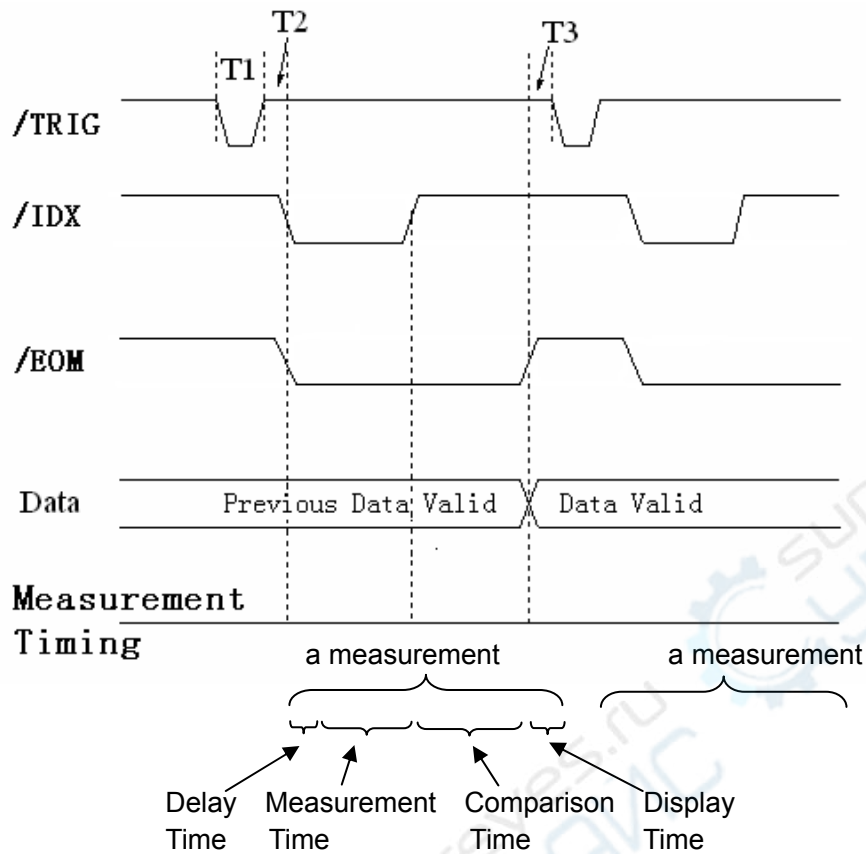 T2
T3
T1
/TRIG
/IDX
/EOM
Data
Previous Data Valid
Data Valid
Measurement
Timing
a measurement
a measurement
Delay
Time
Measurement
Time
Comparison
Time
Display
Time